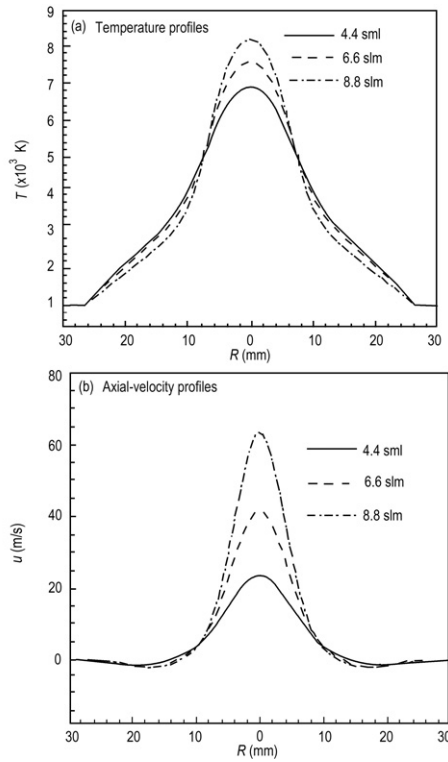 (a) Temperature profiles
4.4 sml
6.6 slm
8.8 slm
T (x10³ K)
9
8
7
6
5
4
3
2
1
30 20 10 0 10 20 30
R (mm)
(b) Axial-velocity profiles
4.4 sml
6.6 slm
8.8 slm
u (m/s)
80
60
40
20
0
30 20 10 0 10 20 30
R (mm)